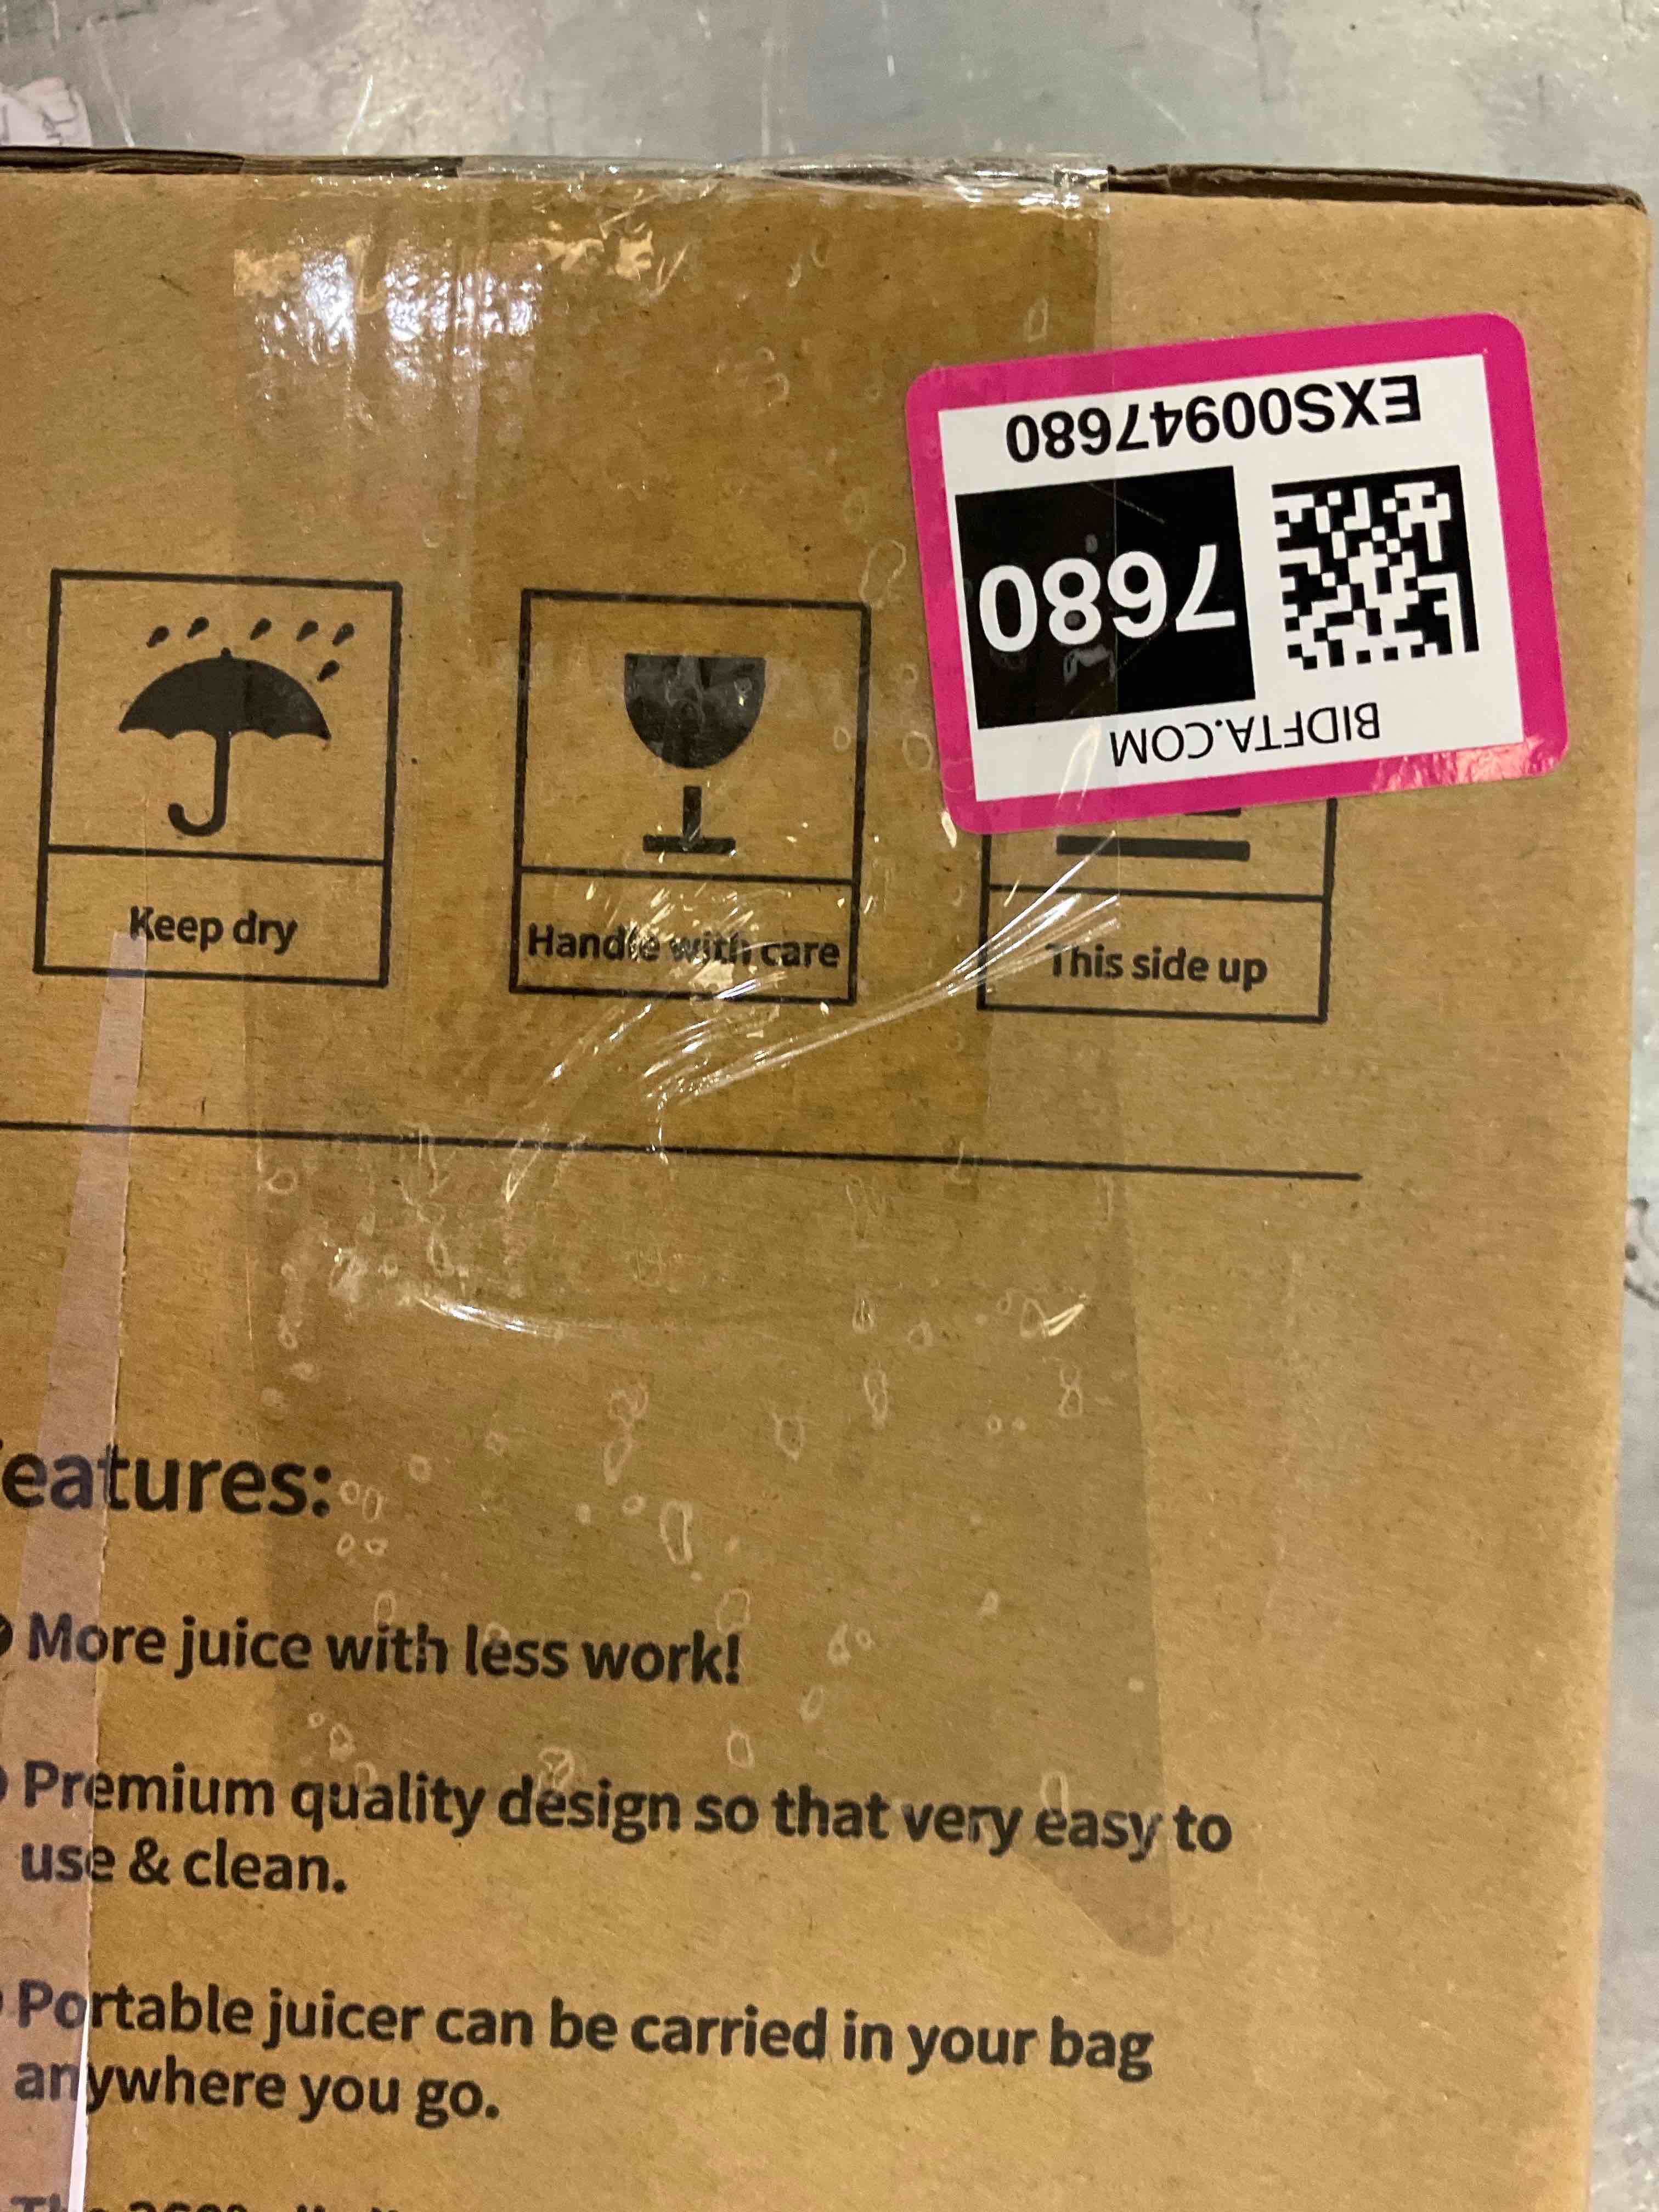 EXS00947680
7680
BIDFTA.COM
Keep dry
Handle with care
This side up
eatures:
More juice with less work!
Premium quality design so that very easy to
use & clean.
Portable juicer can be carried in your bag
anywhere you go.